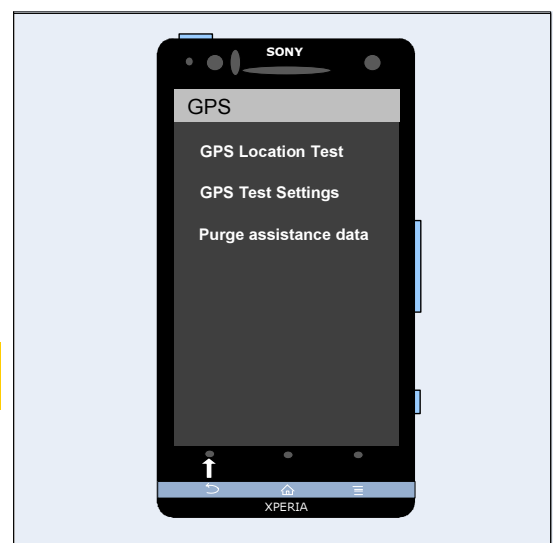 SONY
GPS
GPS Location Test
GPS Test Settings
Purge assistance data
XPERIA